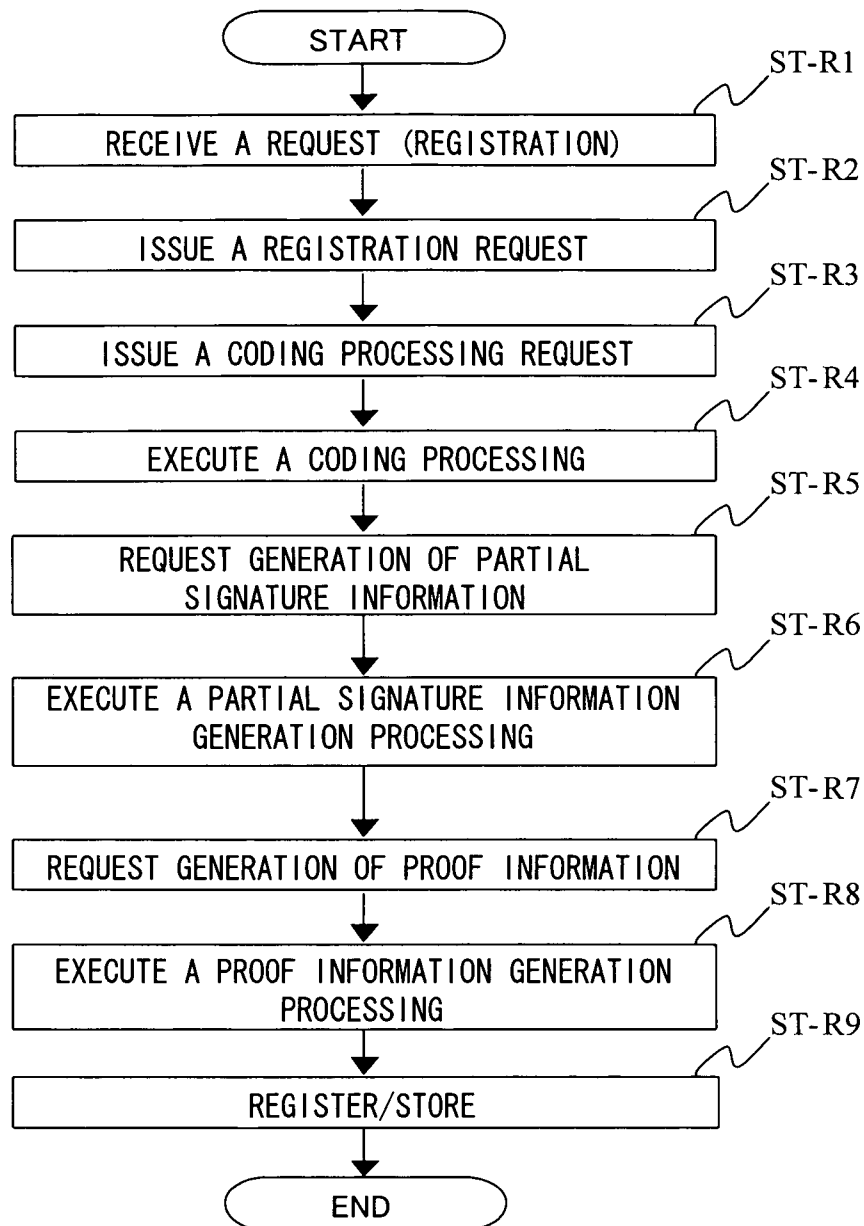 START
ST-R1
RECEIVE A REQUEST (REGISTRATION)
ST-R2
ISSUE A REGISTRATION REQUEST
ST-R3
ISSUE A CODING PROCESSING REQUEST
ST-R4
EXECUTE A CODING PROCESSING
ST-R5
REQUEST GENERATION OF PARTIAL
SIGNATURE INFORMATION
ST-R6
EXECUTE A PARTIAL SIGNATURE INFORMATION
GENERATION PROCESSING
ST-R7
REQUEST GENERATION OF PROOF INFORMATION
ST-R8
EXECUTE A PROOF INFORMATION GENERATION
PROCESSING
ST-R9
REGISTER/STORE
END